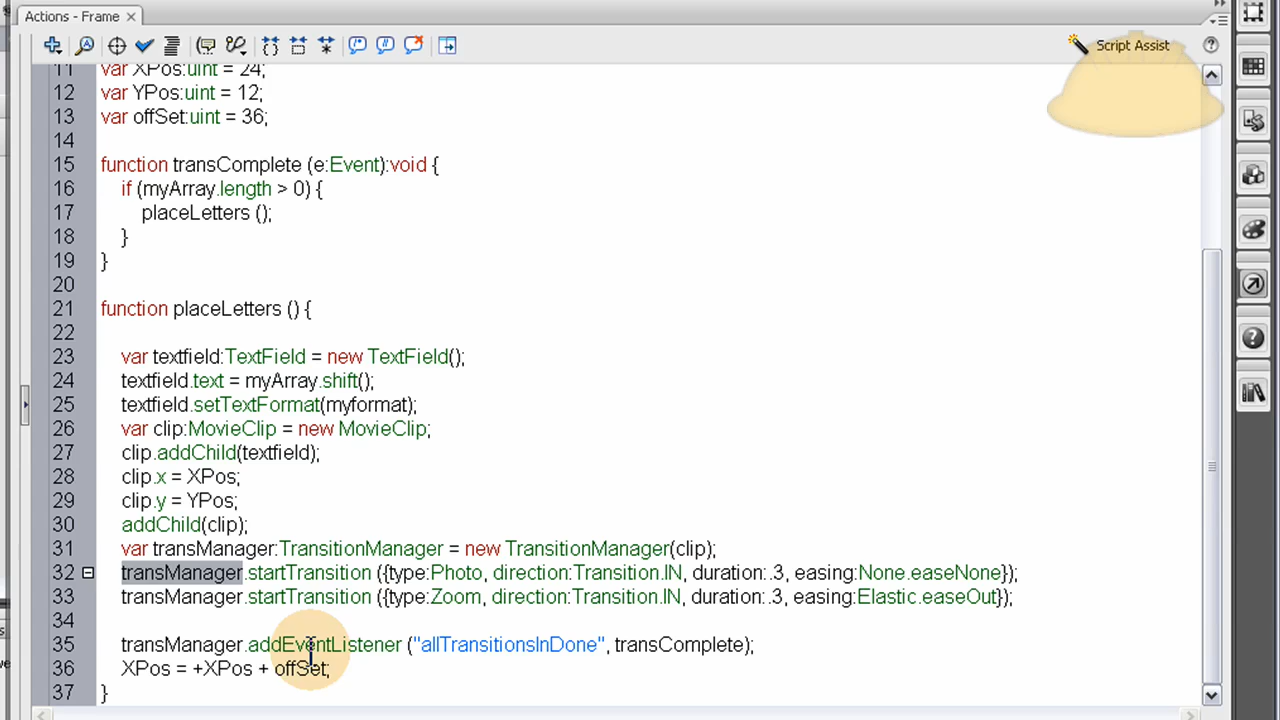 Actions - Frame ×
Script Assist
11 var XPos:uint = 24;
12 var YPos:uint = 12;
13 var offSet:uint = 36;
14
15 function transComplete (e:Event):void {
16 if (myArray.length > 0) {
17 placeLetters ();
18 }
19 }
20
21 function placeLetters () {
22
23 var textfield:TextField = new TextField();
24 textfield.text = myArray.shift();
25 textfield.setTextFormat(myformat);
26 var clip:MovieClip = new MovieClip;
27 clip.addChild(textfield);
28 clip.x = XPos;
29 clip.y = YPos;
30 addChild(clip);
31 var transManager:TransitionManager = new TransitionManager(clip);
32 transManager.startTransition ({type:Photo, direction:Transition.IN, duration:.3, easing:None.easeNone});
33 transManager.startTransition ({type:Zoom, direction:Transition.IN, duration:.3, easing:Elastic.easeOut});
34
35 transManager.addEventListener ("allTransitionsInDone", transComplete);
36 XPos = +XPos + offSet;
37 }